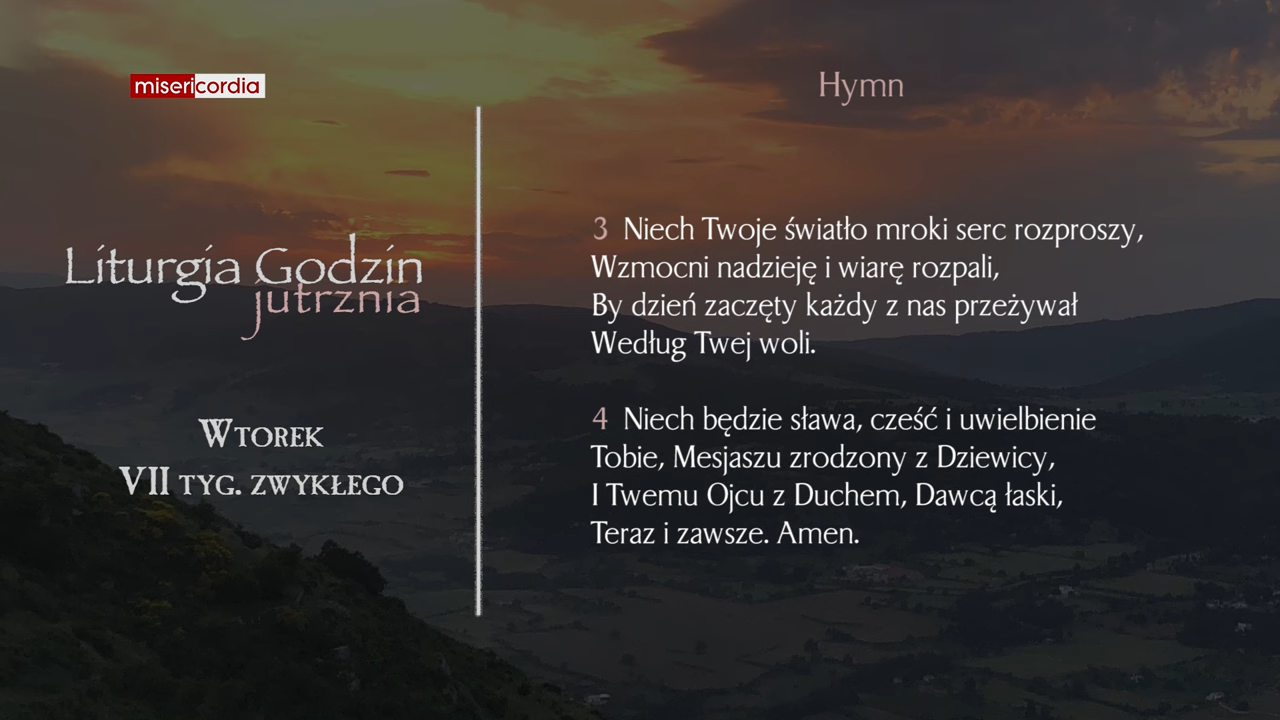 misericordia
Liturgia Godzin
jutrznia
Wtorek
VII tyg. zwykłego
Hymn
3 Niech Twoje światło mroki serc rozproszy,
Wzmocni nadzieję i wiarę rozpali,
By dzień zaczęty każdy z nas przeżywał
Według Twej woli.
4 Niech będzie sława, cześć i uwielbienie
Tobie, Mesjaszu zrodzony z Dziewicy,
I Twemu Ojcu z Duchem, Dawcą łaski,
Teraz i zawsze. Amen.